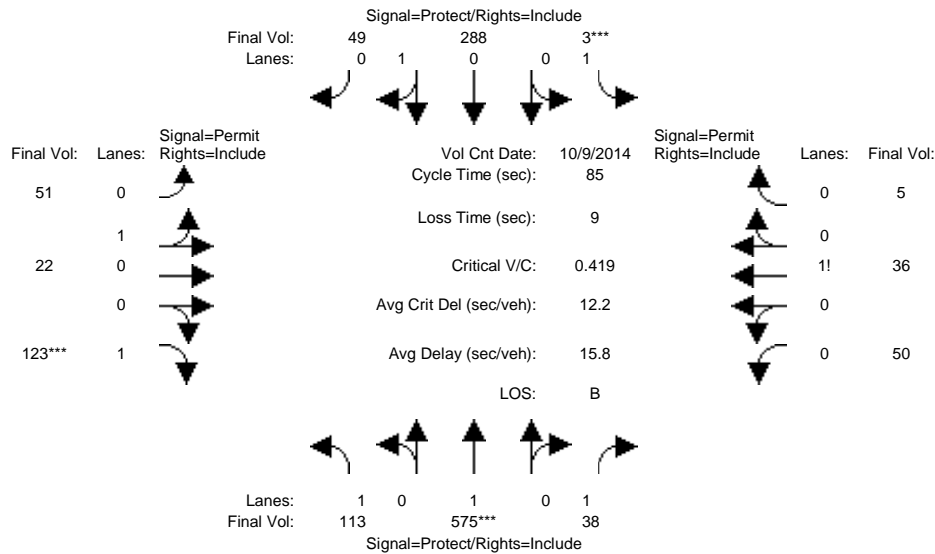 Signal=Protect/Rights=Include
Final Vol: 49 288 3***
Lanes: 0 1 0 0 1
Signal=Permit Signal=Permit
Final Vol: Lanes: Rights=Include Vol Cnt Date: 10/9/2014 Rights=Include Lanes: Final Vol:
Cycle Time (sec): 85
51 0 0 5
Loss Time (sec): 9
1 0
22 0 Critical V/C: 0.419 1! 36
0 Avg Crit Del (sec/veh): 12.2 0
123*** 1 Avg Delay (sec/veh): 15.8 0 50
LOS: B
Lanes: 1 0 1 0 1
Final Vol: 113 575*** 38
Signal=Protect/Rights=Include